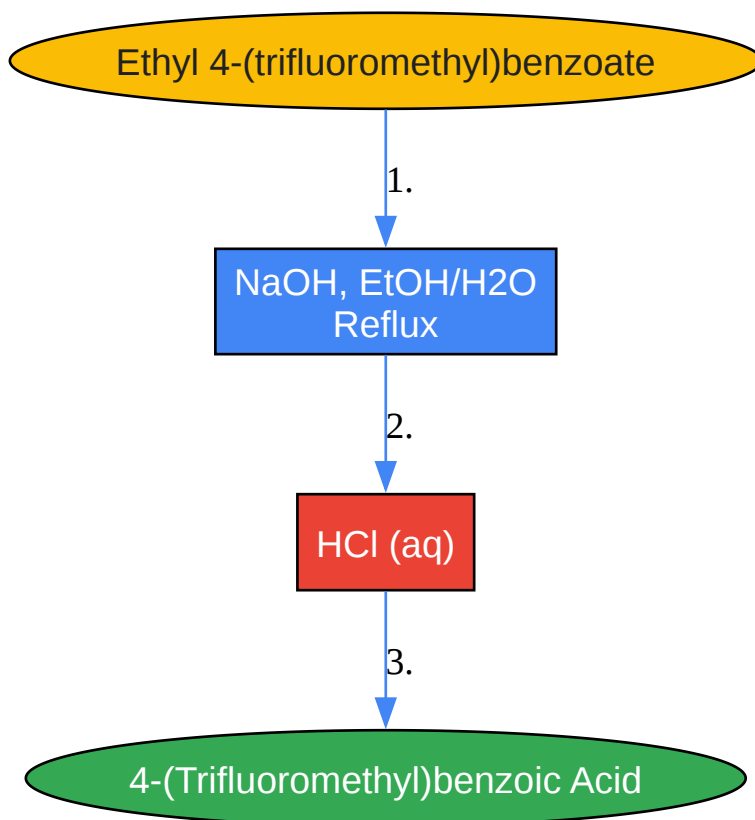 Ethyl 4-(trifluoromethyl)benzoate
1.
NaOH, EtOH/H2O
Reflux
2.
HCl (aq)
3.
4-(Trifluoromethyl)benzoic Acid